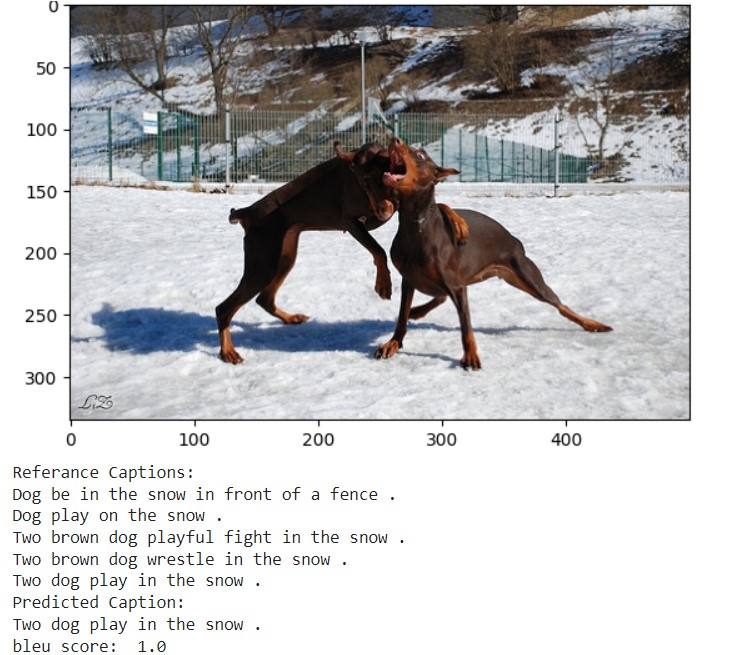 0
50
100
150
200
250
300
LiZ
0 100 200 300 400
Referance Captions:
Dog be in the snow in front of a fence .
Dog play on the snow .
Two brown dog playful fight in the snow .
Two brown dog wrestle in the snow .
Two dog play in the snow .
Predicted Caption:
Two dog play in the snow .
bleu score:  1.0